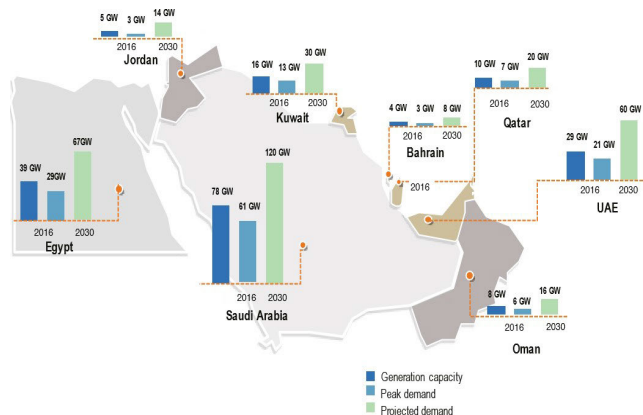 5 GW 3 GW 14 GW
2016 2030
Jordan
16 GW 13 GW 30 GW
2016 2030
Kuwait
4 GW 3 GW 8 GW
2016 2030
Bahrain
10 GW 7 GW 20 GW
2016 2030
Qatar
29 GW 21 GW 60 GW
2016 2030
UAE
39 GW 29GW 67GW
2016 2030
Egypt
78 GW 61 GW 120 GW
2016 2030
Saudi Arabia
2016
8 GW 6 GW 16 GW
2016 2030
Oman
Generation capacity
Peak demand
Projected demand